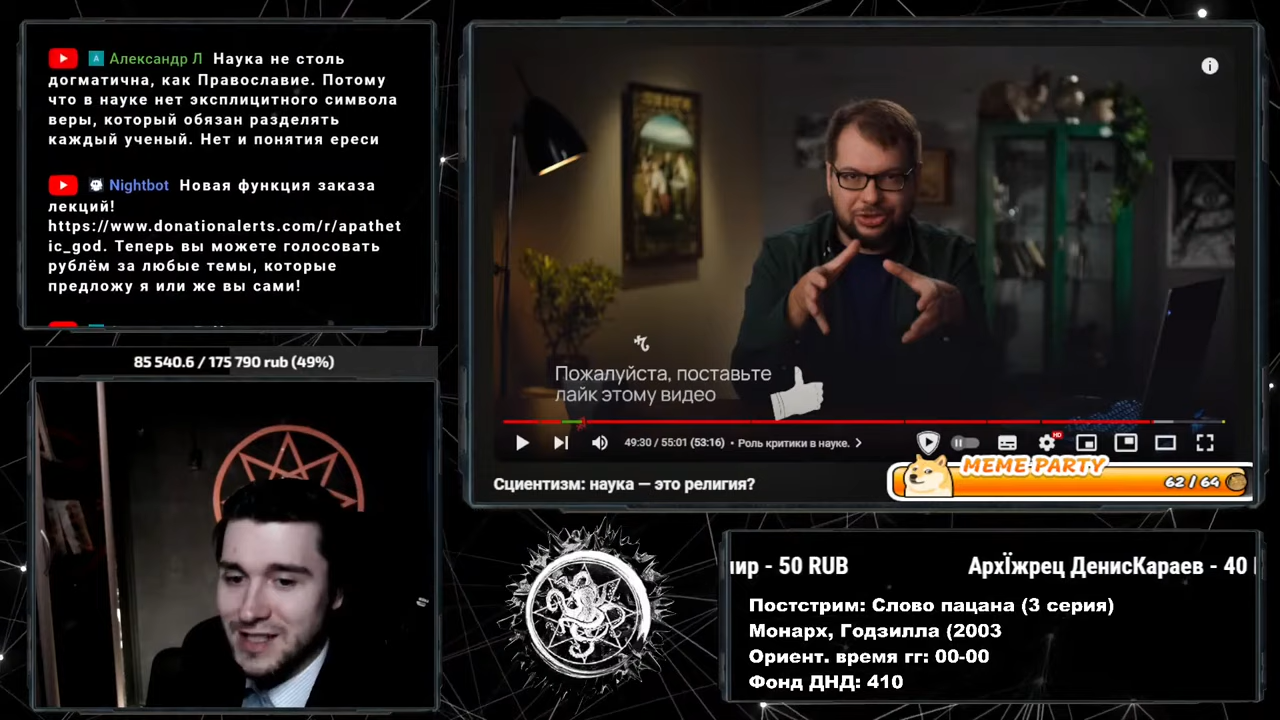 Александр Л Наука не столь
догматична, как Православие. Потому
что в науке нет эксплицитного символа
веры, который обязан разделять
каждый ученый. Нет и понятия ереси
Nightbot Новая функция заказа
лекций!
https://www.donationalerts.com/r/apathet
ic_god. Теперь вы можете голосовать
рублём за любые темы, которые
предложу я или же вы сами!
85 540.6 / 175 790 rub (49%)
Пожалуйста, поставьте
лайк этому видео
49:30 / 55:01 (53:16) • Роль критики в науке.
HD
MEME PARTY
62 / 64
Сциентизм: наука — это религия?
ир - 50 RUB АрхЇжрец ДенисКараев - 40
Постстрим: Слово пацана (3 серия)
Монарх, Годзилла (2003
Ориент. время гг: 00-00
Фонд ДНД: 410